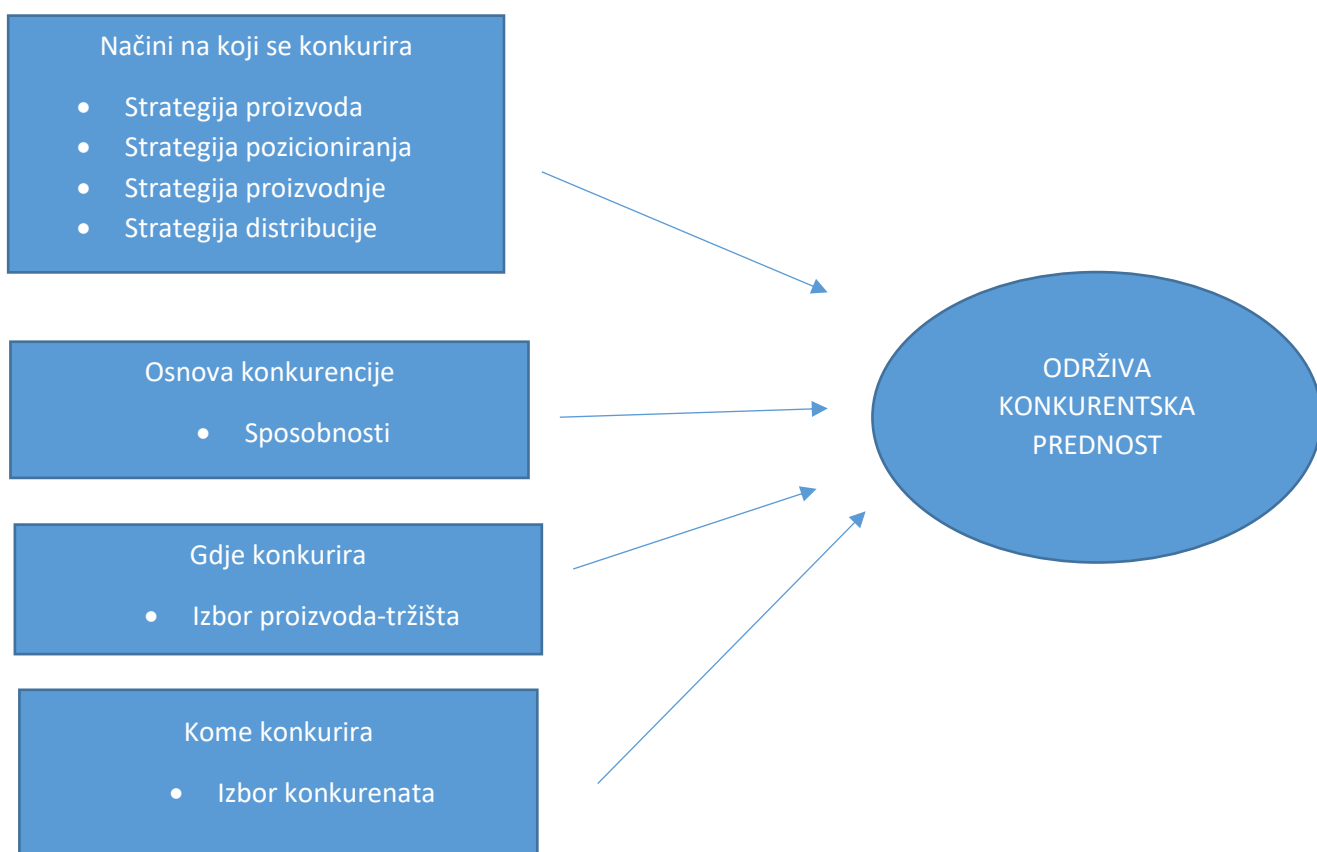 Načini na koji se konkurira
• Strategija proizvoda
• Strategija pozicioniranja
• Strategija proizvodnje
• Strategija distribucije
Osnova konkurencije
• Sposobnosti
Gdje konkurira
• Izbor proizvoda-tržišta
Kome konkurira
• Izbor konkurenata
ODRŽIVA
KONKURENTSKA
PREDNOST